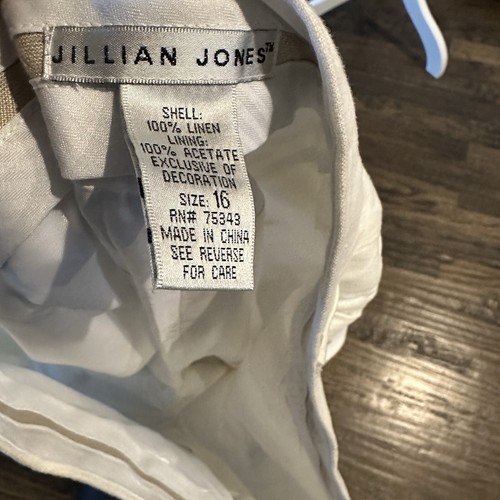 JILLIAN JONES™
SHELL:
100% LINEN
LINING:
100% ACETATE
EXCLUSIVE OF
DECORATION
SIZE: 16
RN# 75343
MADE IN CHINA
SEE REVERSE
FOR CARE